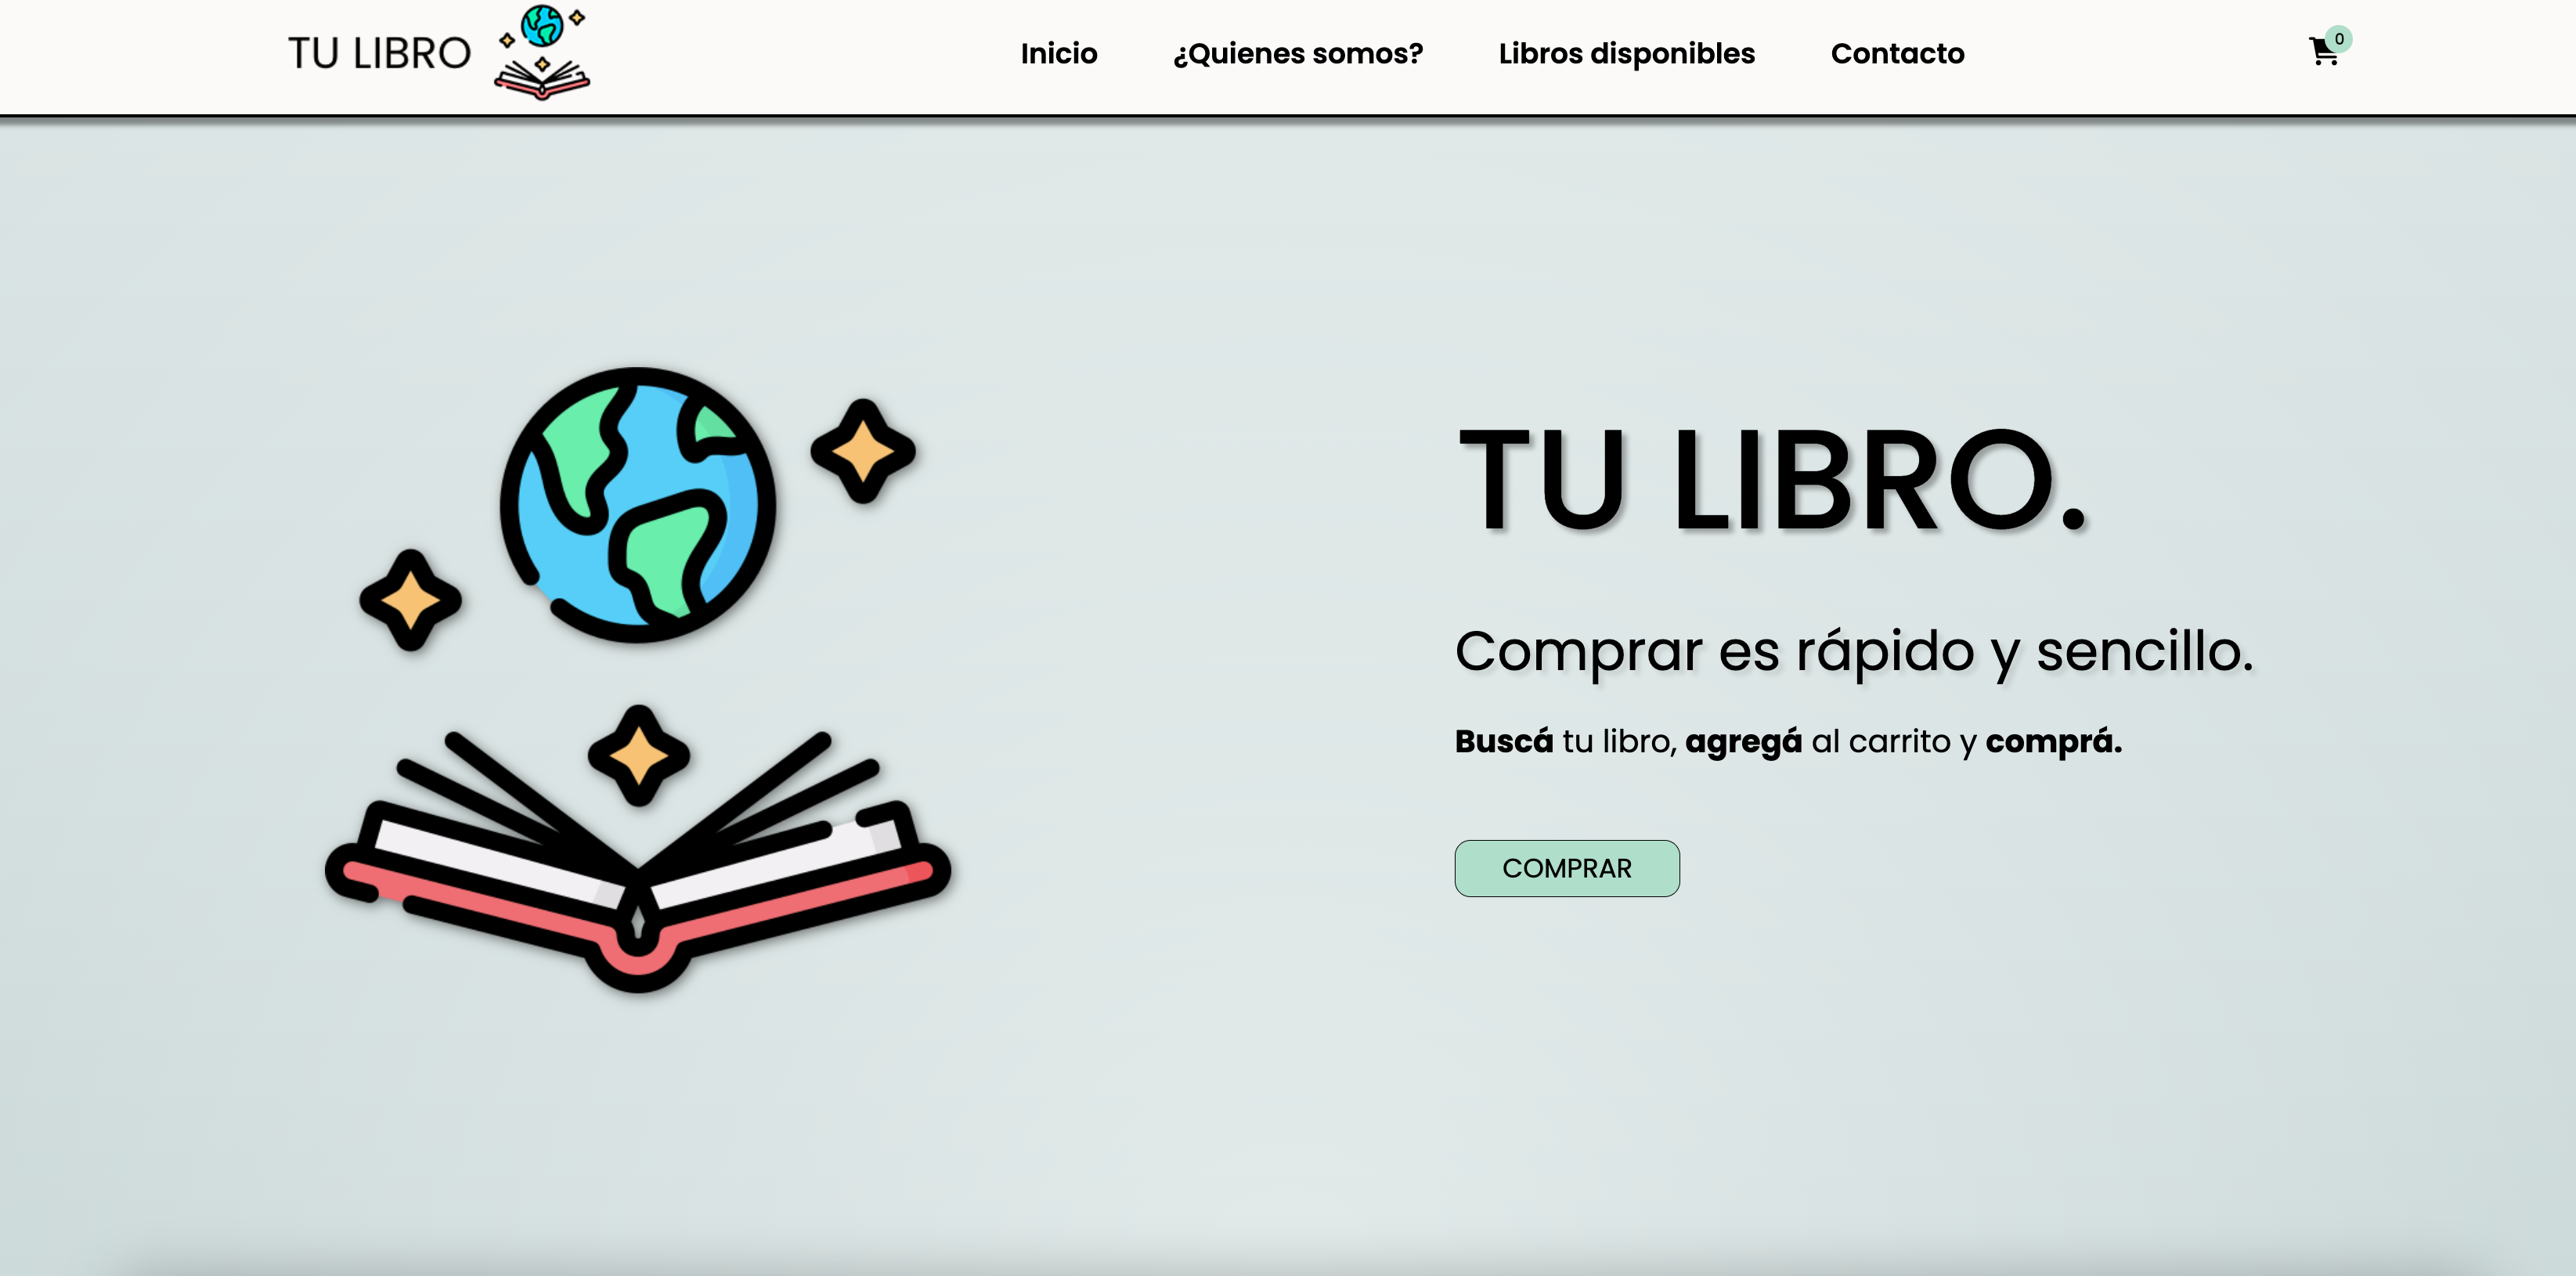 TU LIBRO
Inicio
¿Quienes somos?
Libros disponibles
Contacto
0
TU LIBRO.
Comprar es rápido y sencillo.
Buscá tu libro, agregá al carrito y comprá.
COMPRAR